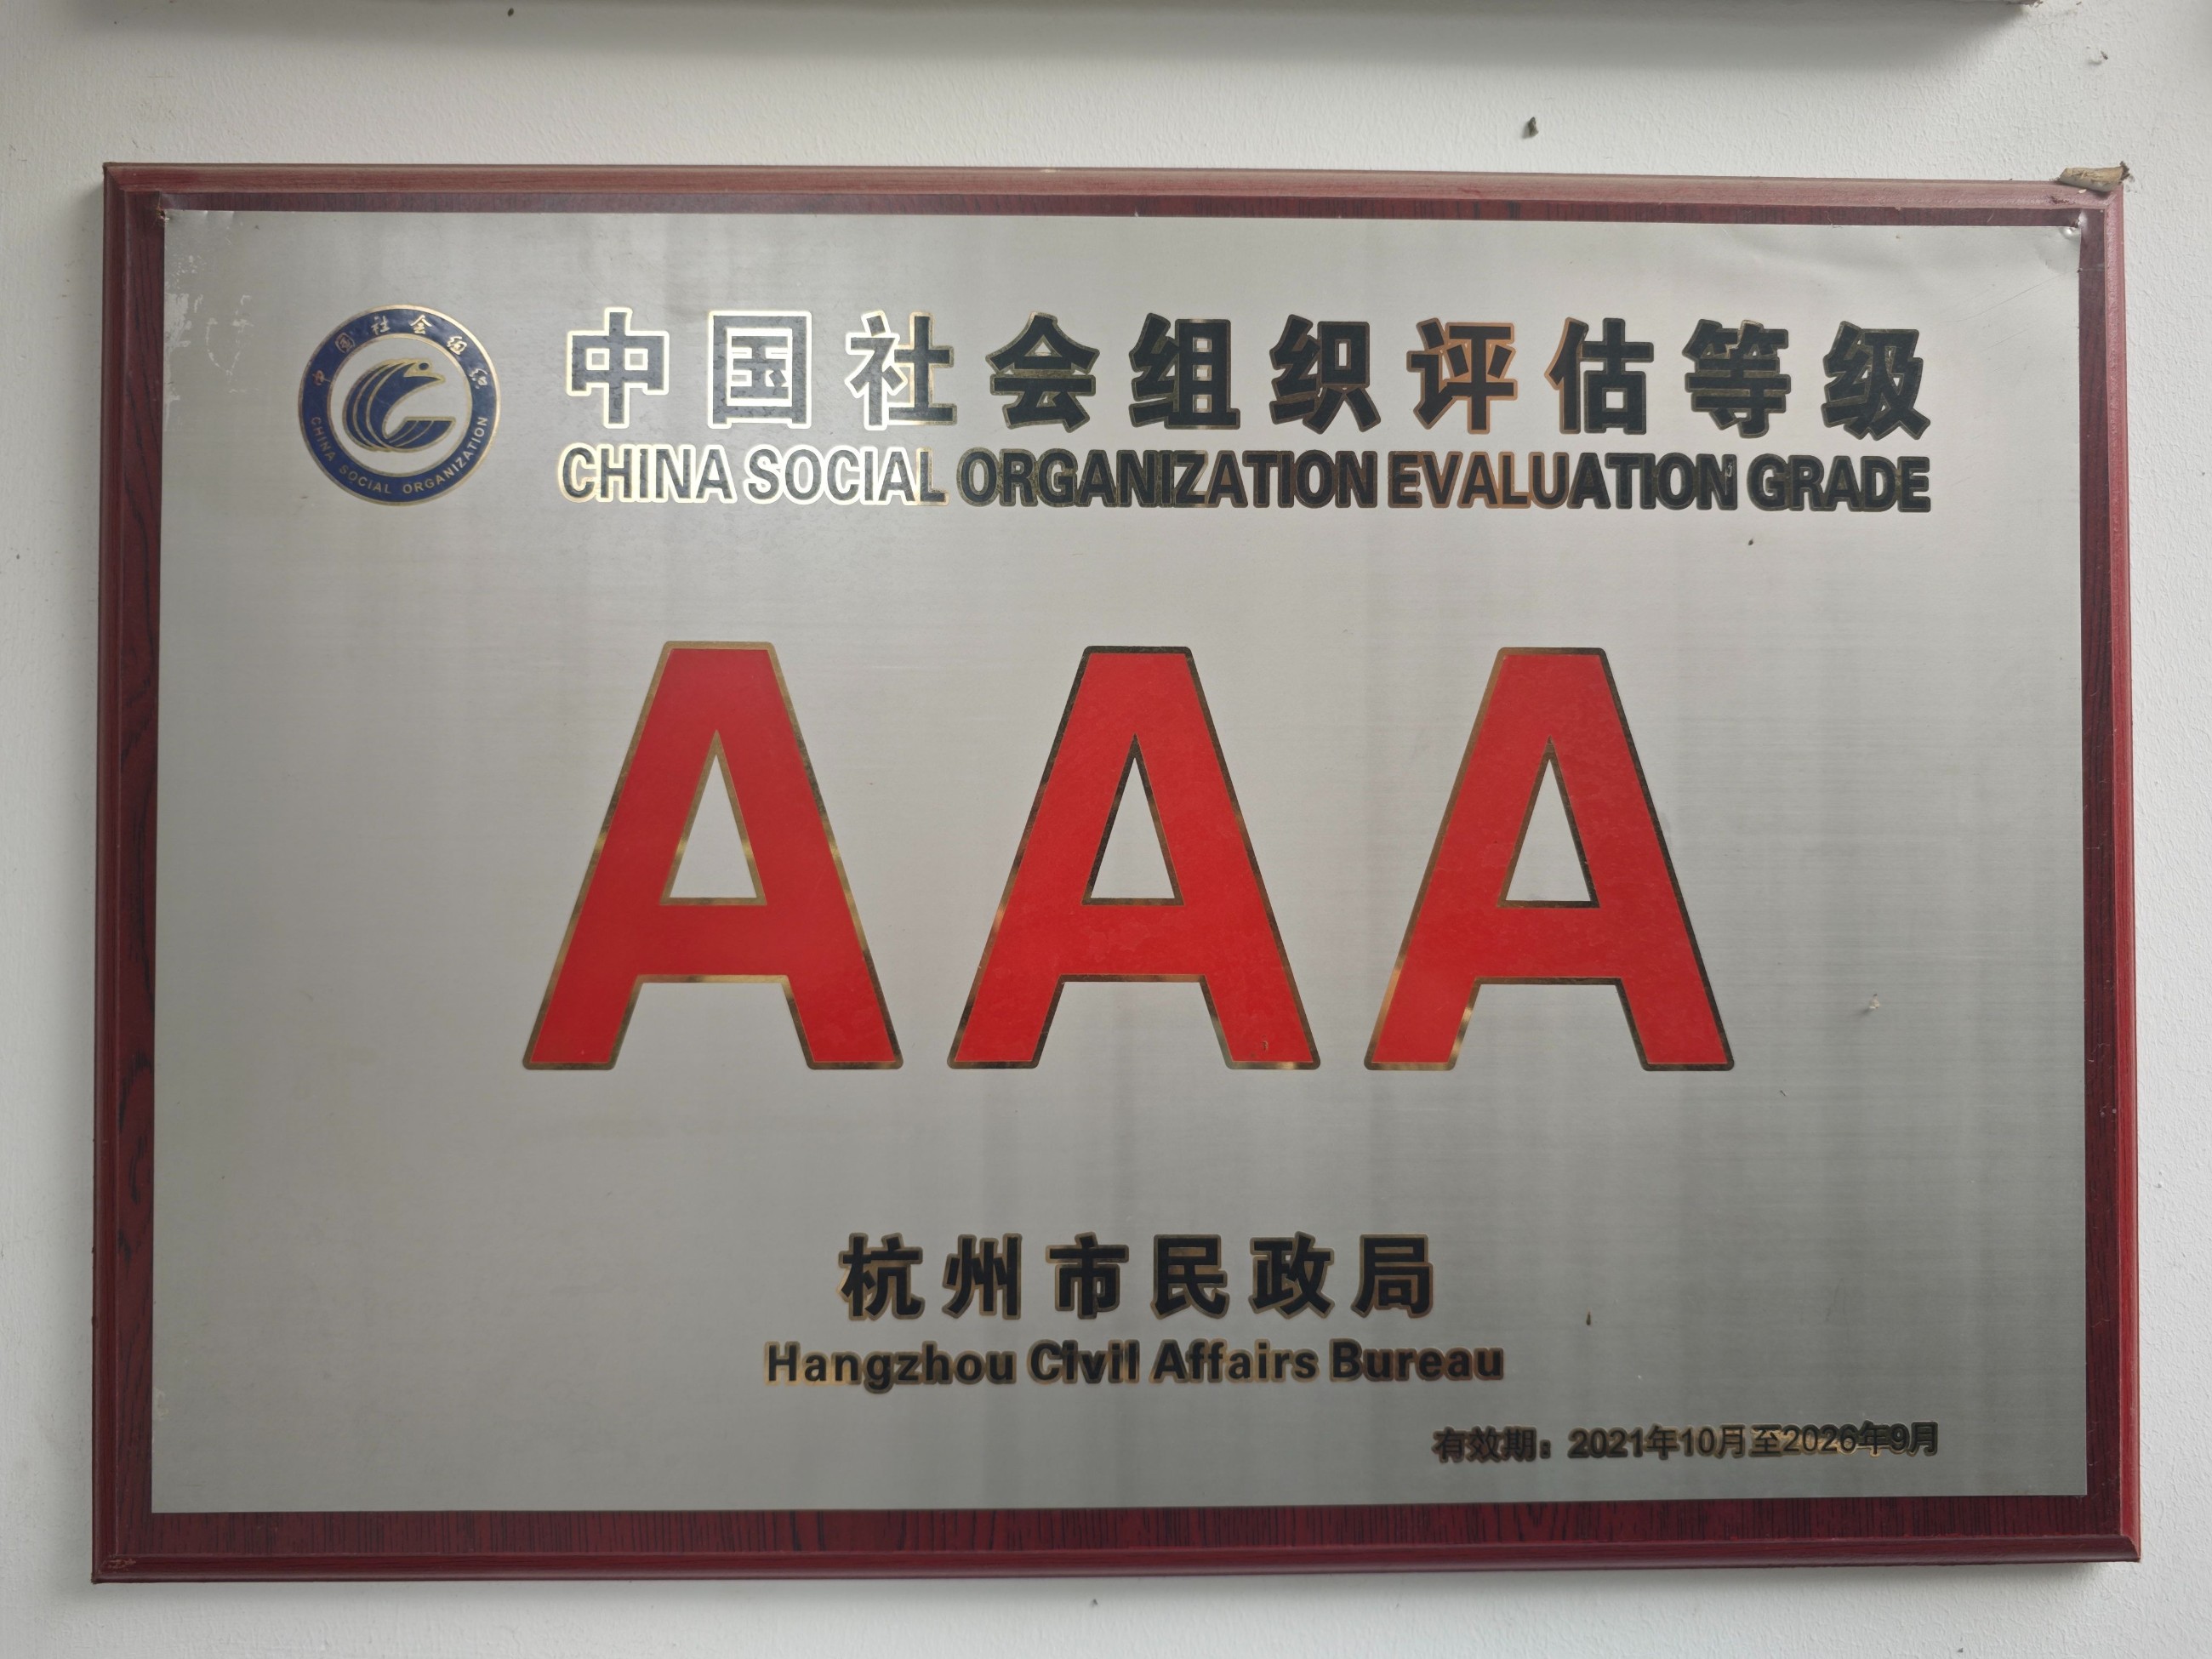 中国社会组织
CHINA SOCIAL ORGANIZATION
中国社会组织评估等级
CHINA SOCIAL ORGANIZATION EVALUATION GRADE
AAA
杭州市民政局
Hangzhou Civil Affairs Bureau
有效期：2021年10月至2026年9月